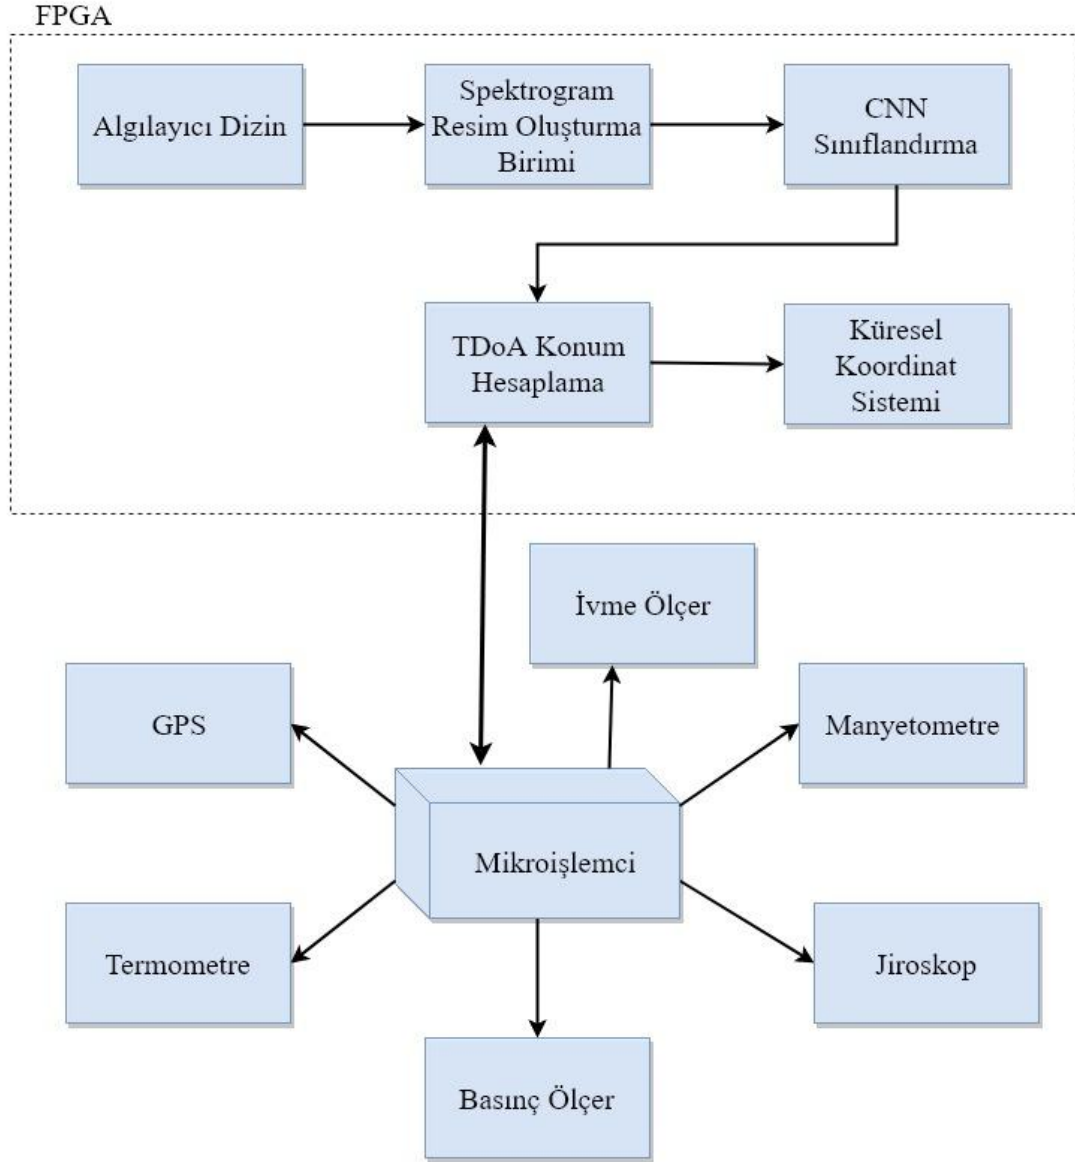 FPGA
Algılayıcı Dizin
Spektrogram
Resim Oluşturma
Birimi
CNN
Sınıflandırma
TDoA Konum
Hesaplama
Küresel
Koordinat
Sistemi
İvme Ölçer
GPS
Manyetometre
Mikroişlemci
Termometre
Jiroskop
Basınç Ölçer